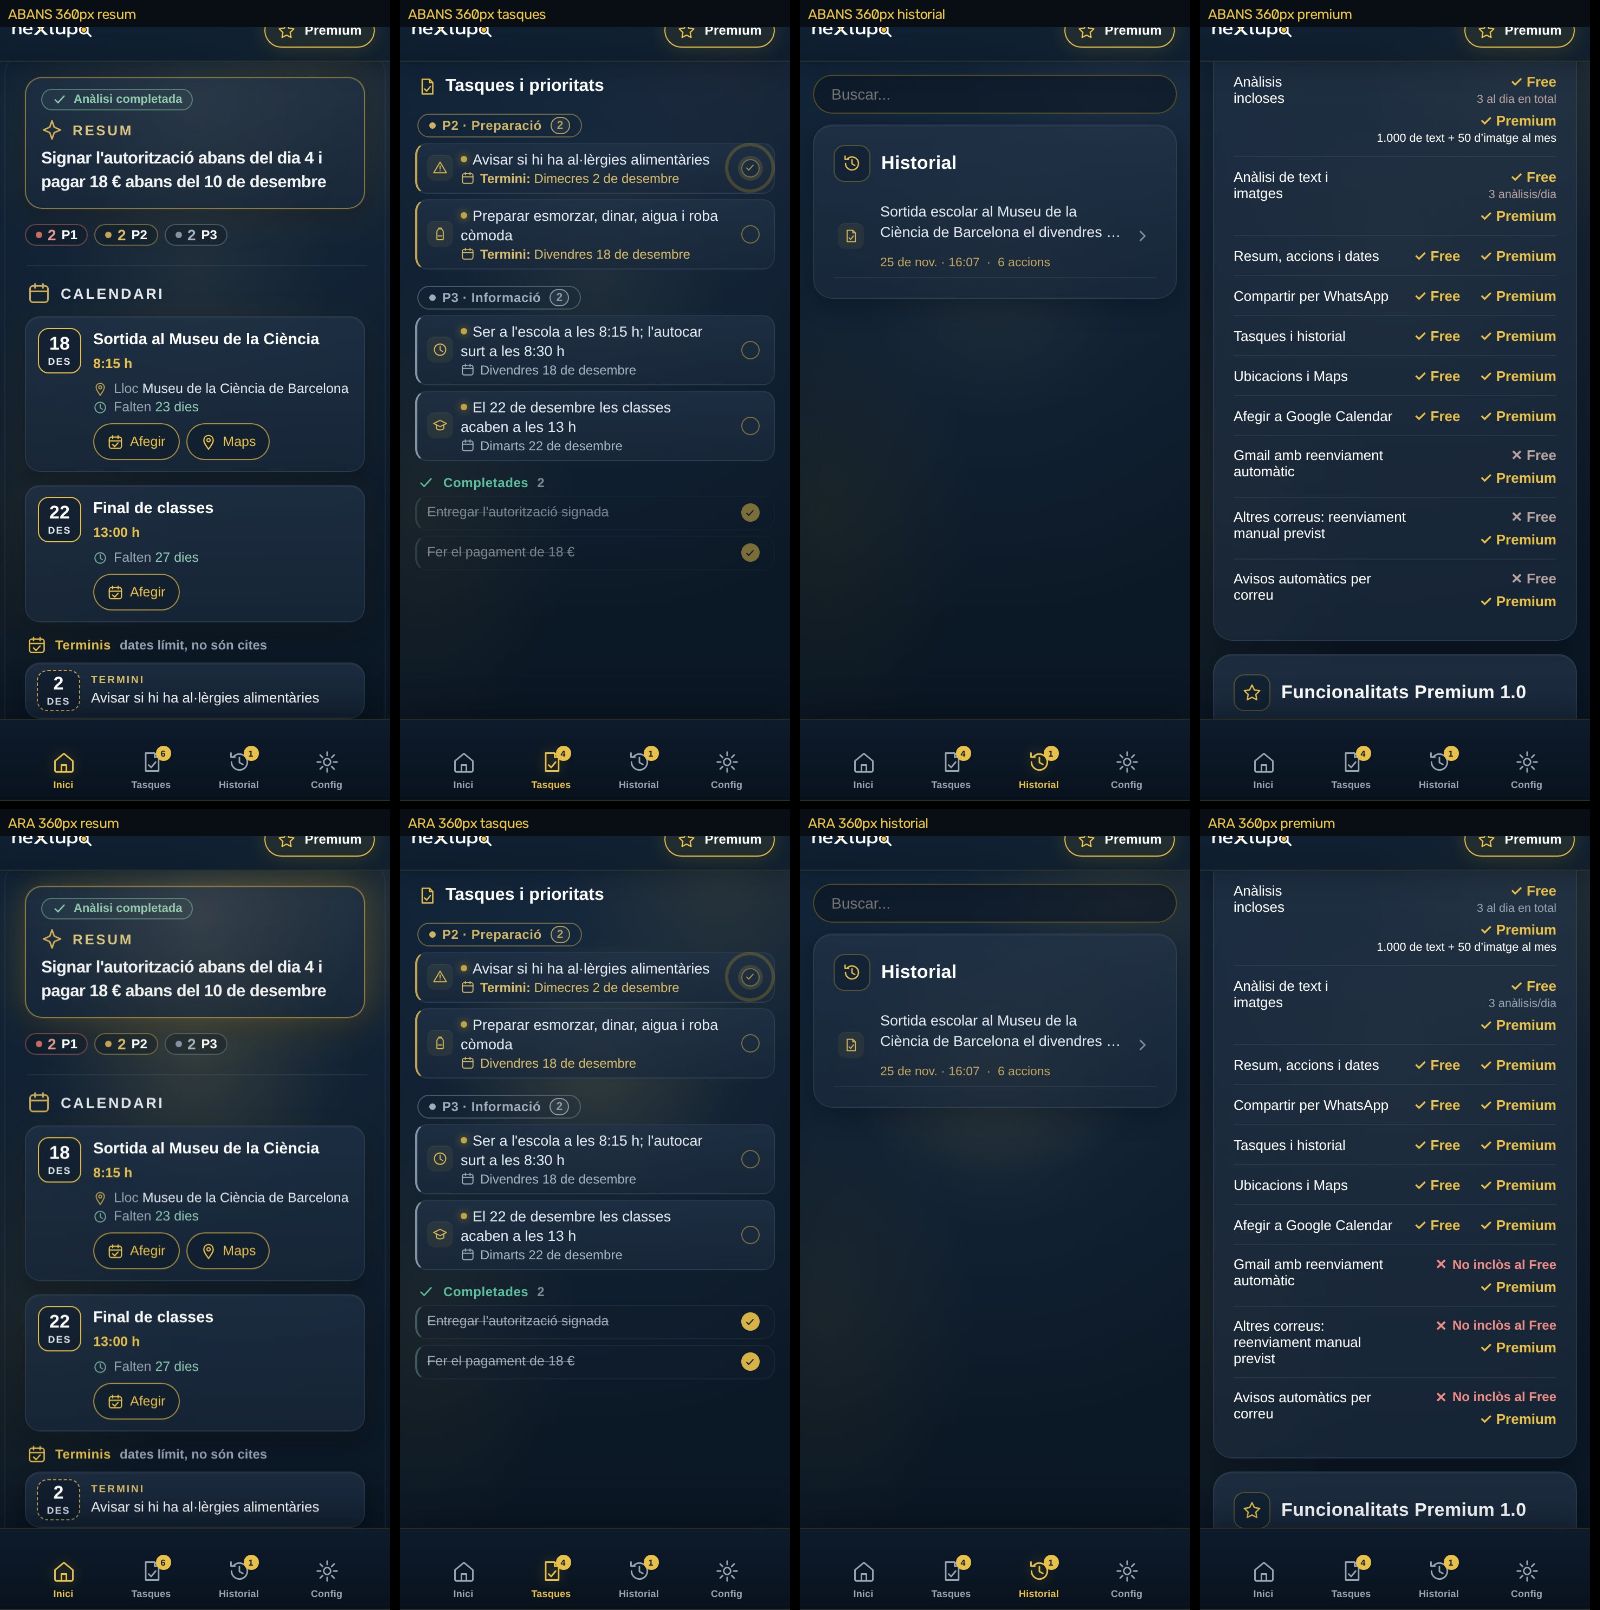 ABANS 360px resum
nexlupa
Premium
Anàlisi completada
RESUM
Signar l'autorització abans del dia 4 i
pagar 18 € abans del 10 de desembre
2 P1
2 P2
2 P3
CALENDARI
18
DES
Sortida al Museu de la Ciència
8:15 h
Lloc Museu de la Ciència de Barcelona
Falten 23 dies
Afegir
Maps
22
DES
Final de classes
13:00 h
Falten 27 dies
Afegir
Terminis dates límit, no són cites
2
DES
TERMINI
Avisar si hi ha al·lèrgies alimentàries
6
1
Inici
Tasques
Historial
Config
ABANS 360px tasques
nexlupa
Premium
Tasques i prioritats
P2 · Preparació 2
Avisar si hi ha al·lèrgies alimentàries
Termini: Dimecres 2 de desembre
Preparar esmorzar, dinar, aigua i roba
còmoda
Termini: Divendres 18 de desembre
P3 · Informació 2
Ser a l'escola a les 8:15 h; l'autocar
surt a les 8:30 h
Divendres 18 de desembre
El 22 de desembre les classes
acaben a les 13 h
Dimarts 22 de desembre
Completades 2
Entregar l'autorització signada
Fer el pagament de 18 €
4
1
Inici
Tasques
Historial
Config
ABANS 360px historial
nexlupa
Premium
Buscar...
Historial
Sortida escolar al Museu de la
Ciència de Barcelona el divendres ...
25 de nov. · 16:07 · 6 accions
4
1
Inici
Tasques
Historial
Config
ABANS 360px premium
nexlupa
Premium
Anàlisis
incloses
Free
3 al dia en total
Premium
1.000 de text + 50 d'imatge al mes
Anàlisi de text i
imatges
Free
3 anàlisis/dia
Premium
Resum, accions i dates Free Premium
Compartir per WhatsApp Free Premium
Tasques i historial Free Premium
Ubicacions i Maps Free Premium
Afegir a Google Calendar Free Premium
Gmail amb reenviament
automàtic
Free
Premium
Altres correus: reenviament
manual previst
Free
Premium
Avisos automàtics per
correu
Free
Premium
Funcionalitats Premium 1.0
4
1
Inici
Tasques
Historial
Config
ARA 360px resum
nexlupa
Premium
Anàlisi completada
RESUM
Signar l'autorització abans del dia 4 i
pagar 18 € abans del 10 de desembre
2 P1
2 P2
2 P3
CALENDARI
18
DES
Sortida al Museu de la Ciència
8:15 h
Lloc Museu de la Ciència de Barcelona
Falten 23 dies
Afegir
Maps
22
DES
Final de classes
13:00 h
Falten 27 dies
Afegir
Terminis dates límit, no són cites
2
DES
TERMINI
Avisar si hi ha al·lèrgies alimentàries
6
1
Inici
Tasques
Historial
Config
ARA 360px tasques
nexlupa
Premium
Tasques i prioritats
P2 · Preparació 2
Avisar si hi ha al·lèrgies alimentàries
Termini: Dimecres 2 de desembre
Preparar esmorzar, dinar, aigua i roba
còmoda
Divendres 18 de desembre
P3 · Informació 2
Ser a l'escola a les 8:15 h; l'autocar
surt a les 8:30 h
Divendres 18 de desembre
El 22 de desembre les classes
acaben a les 13 h
Dimarts 22 de desembre
Completades 2
Entregar l'autorització signada
Fer el pagament de 18 €
4
1
Inici
Tasques
Historial
Config
ARA 360px historial
nexlupa
Premium
Buscar...
Historial
Sortida escolar al Museu de la
Ciència de Barcelona el divendres ...
25 de nov. · 16:07 · 6 accions
4
1
Inici
Tasques
Historial
Config
ARA 360px premium
nexlupa
Premium
Anàlisis
incloses
Free
3 al dia en total
Premium
1.000 de text + 50 d'imatge al mes
Anàlisi de text i
imatges
Free
3 anàlisis/dia
Premium
Resum, accions i dates Free Premium
Compartir per WhatsApp Free Premium
Tasques i historial Free Premium
Ubicacions i Maps Free Premium
Afegir a Google Calendar Free Premium
Gmail amb reenviament
automàtic
No inclòs al Free
Premium
Altres correus:
reenviament manual
previst
No inclòs al Free
Premium
Avisos automàtics per
correu
No inclòs al Free
Premium
Funcionalitats Premium 1.0
4
1
Inici
Tasques
Historial
Config